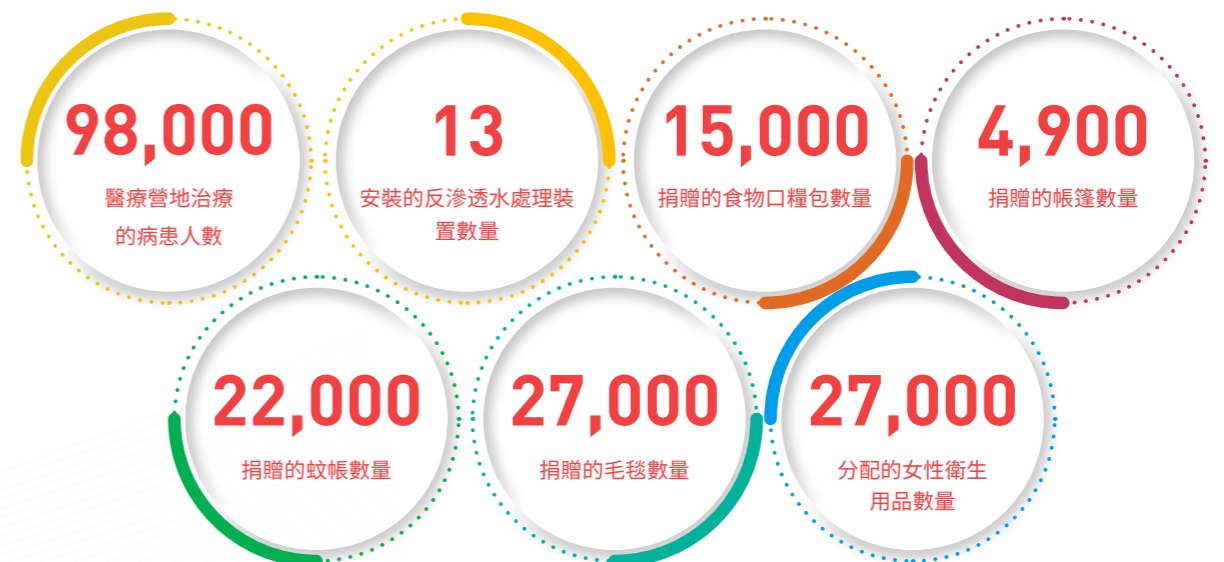 98,000
醫療營地治療
的病患人數
13
安裝的反滲透水處理裝
置數量
15,000
捐贈的食物口糧包數量
4,900
捐贈的帳篷數量
22,000
捐贈的蚊帳數量
27,000
捐贈的毛毯數量
27,000
分配的女性衛生
用品數量